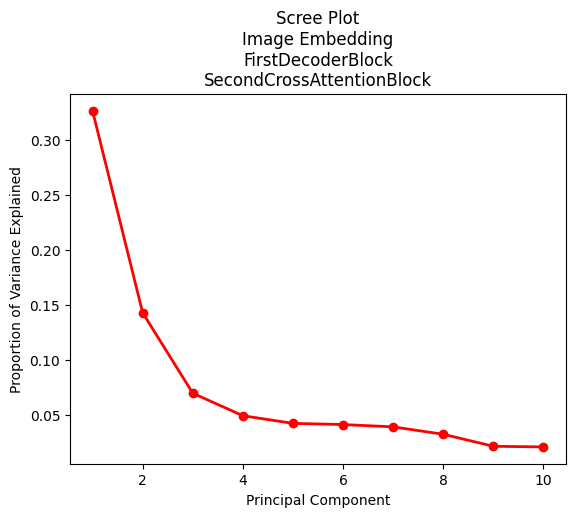 Scree Plot
Image Embedding
FirstDecoderBlock
SecondCrossAttentionBlock
Proportion of Variance Explained
0.30
0.25
0.20
0.15
0.10
0.05
2 4 6 8 10
Principal Component